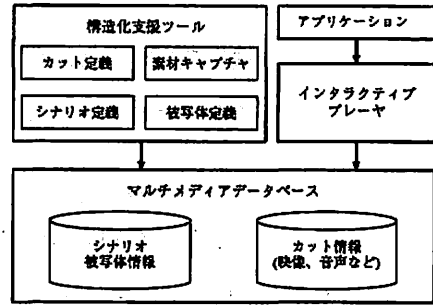 構造化支援ツール
カット定義
素材キャプチャ
シナリオ定義
被写体定義
アプリケーション
インタラクティブ
プレーヤ
マルチメディアデータベース
シナリオ
被写体情報
カット情報
(映像、音声など)